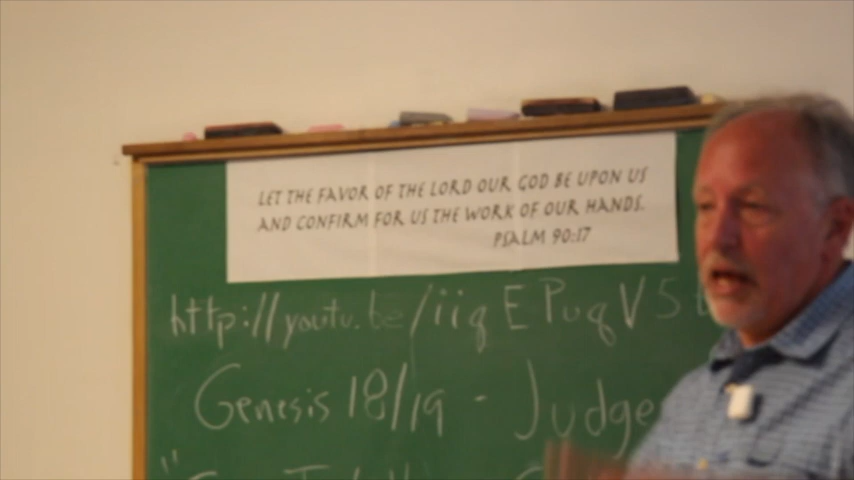 LET THE FAVOR OF THE LORD OUR GOD BE UPON US
AND CONFIRM FOR US THE WORK OF OUR HANDS.
PSALM 90:17
http://youtu.be/iigEPuqV5
Genesis 18/19 - Judge